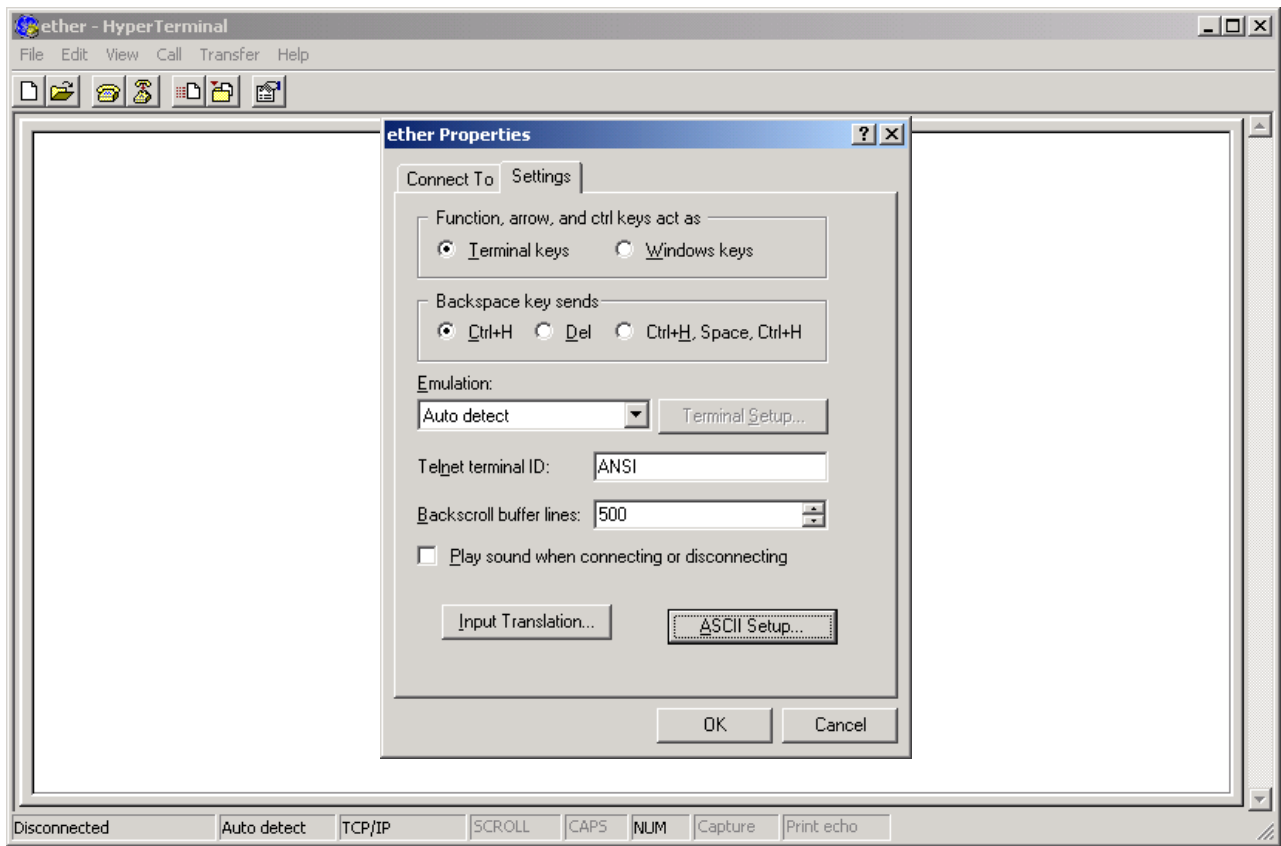 ether - HyperTerminal
File Edit View Call Transfer Help
ether Properties
Connect To Settings
Function, arrow, and ctrl keys act as
Terminal keys Windows keys
Backspace key sends
Ctrl+H Del Ctrl+H, Space, Ctrl+H
Emulation:
Auto detect Terminal Setup...
Telnet terminal ID: ANSI
Backscroll buffer lines: 500
Play sound when connecting or disconnecting
Input Translation... ASCII Setup...
OK Cancel
Disconnected Auto detect TCP/IP SCROLL CAPS NUM Capture Print echo